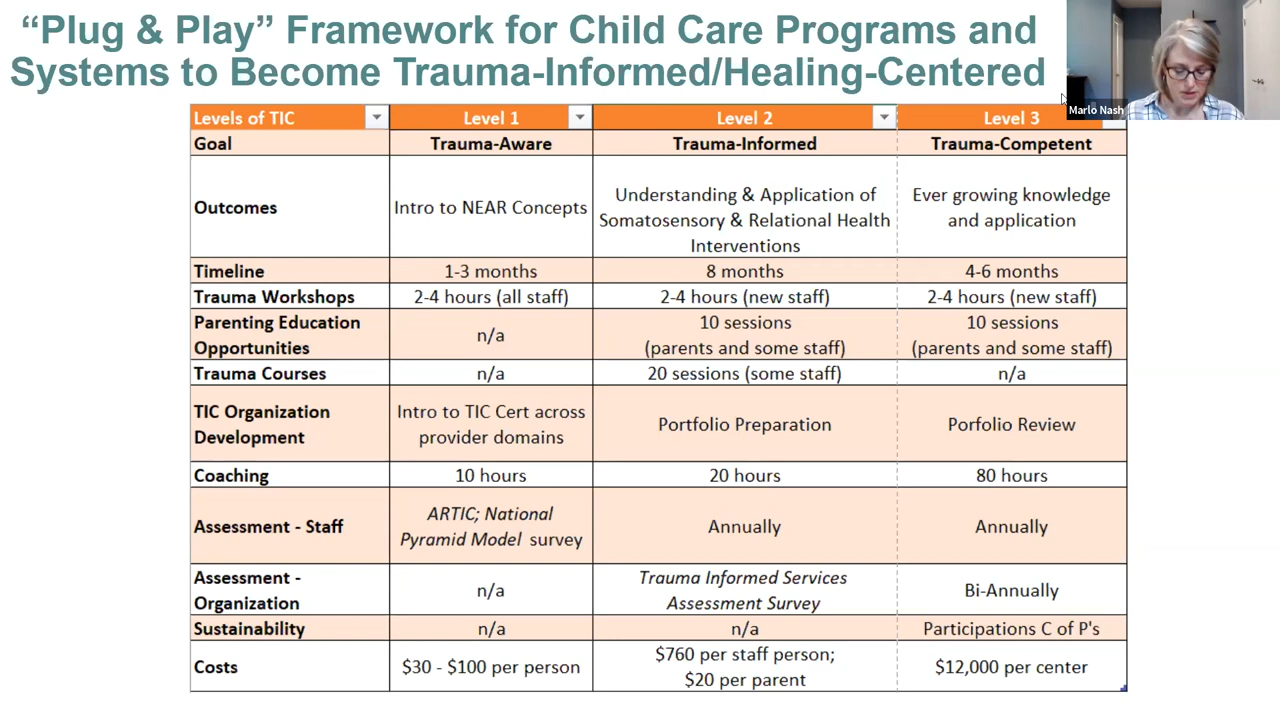 “Plug & Play” Framework for Child Care Programs and
Systems to Become Trauma-Informed/Healing-Centered
Marlo Nash
Levels of TIC Level 1 Level 2 Level 3
Goal Trauma-Aware Trauma-Informed Trauma-Competent
Outcomes
Intro to NEAR Concepts
Understanding & Application of
Somatosensory & Relational Health
Interventions
Ever growing knowledge
and application
Timeline 1-3 months 8 months 4-6 months
Trauma Workshops 2-4 hours (all staff) 2-4 hours (new staff) 2-4 hours (new staff)
Parenting Education
Opportunities
n/a
10 sessions
(parents and some staff)
10 sessions
(parents and some staff)
Trauma Courses n/a 20 sessions (some staff) n/a
TIC Organization
Development
Intro to TIC Cert across
provider domains
Portfolio Preparation
Porfolio Review
Coaching 10 hours 20 hours 80 hours
Assessment - Staff
ARTIC; National
Pyramid Model survey
Annually
Annually
Assessment -
Organization
n/a
Trauma Informed Services
Assessment Survey
Bi-Annually
Sustainability n/a n/a Participations C of P's
Costs
$30 - $100 per person
$760 per staff person;
$20 per parent
$12,000 per center